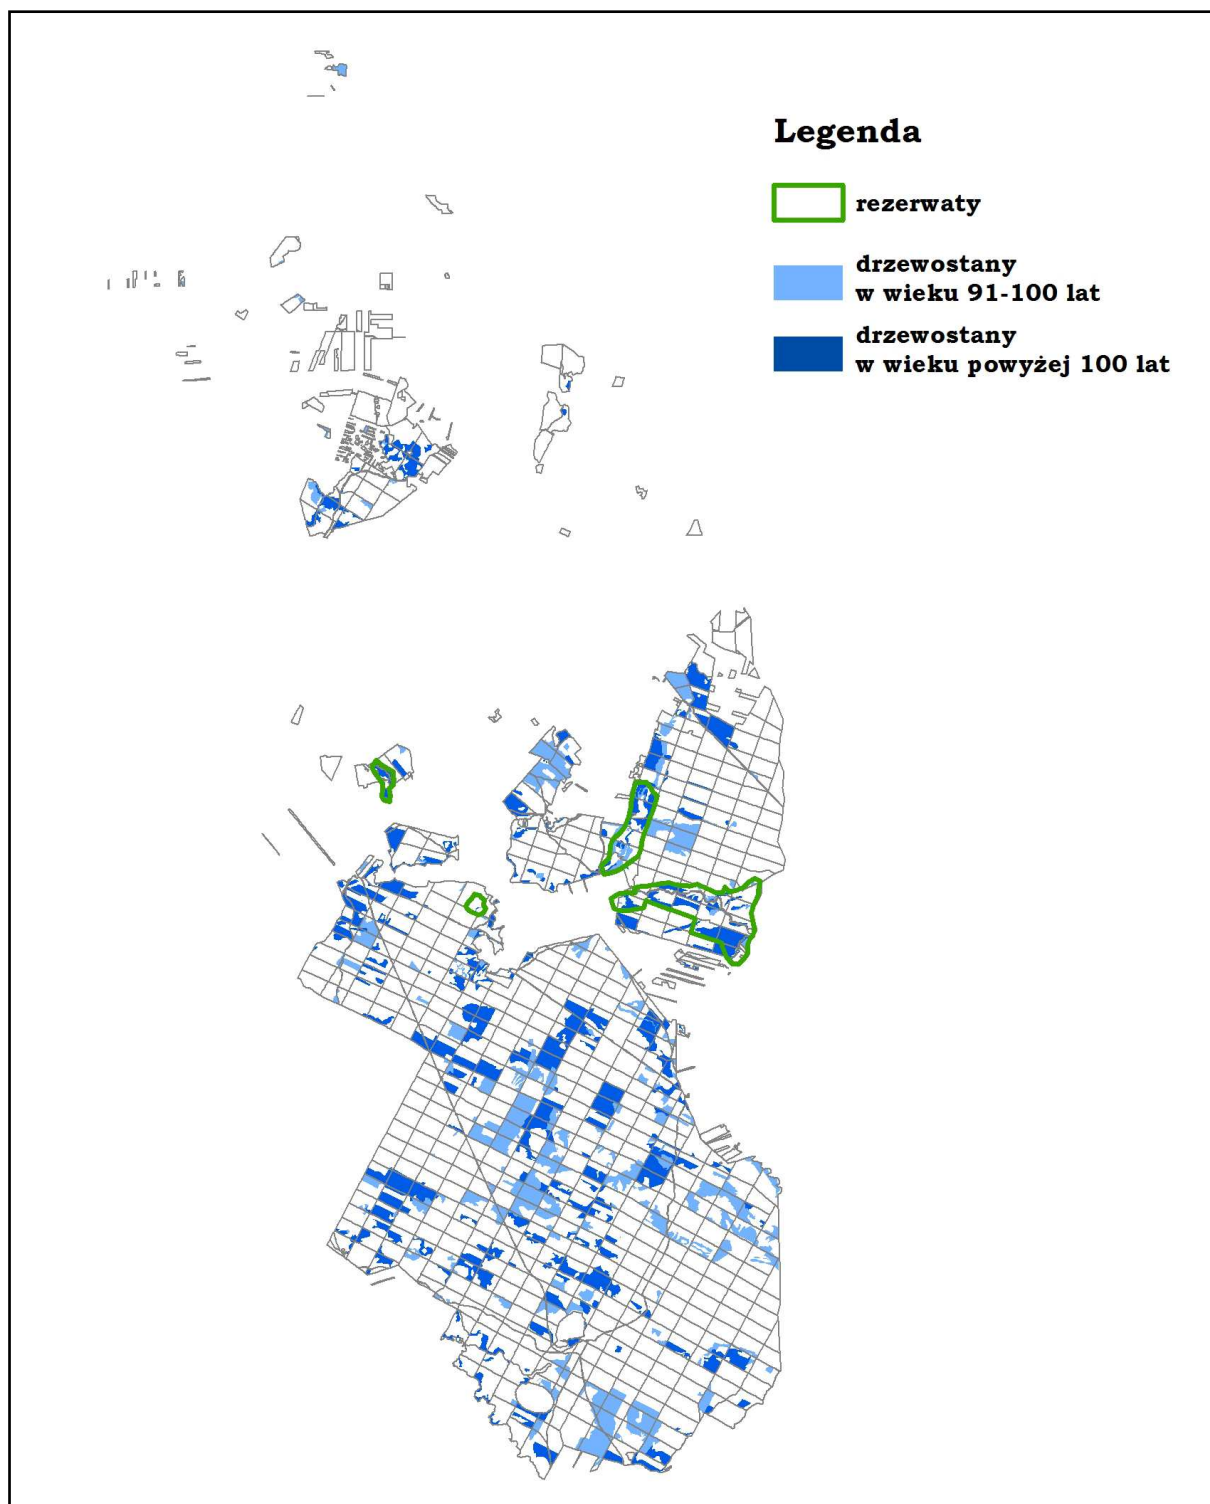 Legenda
rezerwaty
drzewostany
w wieku 91-100 lat
drzewostany
w wieku powyżej 100 lat